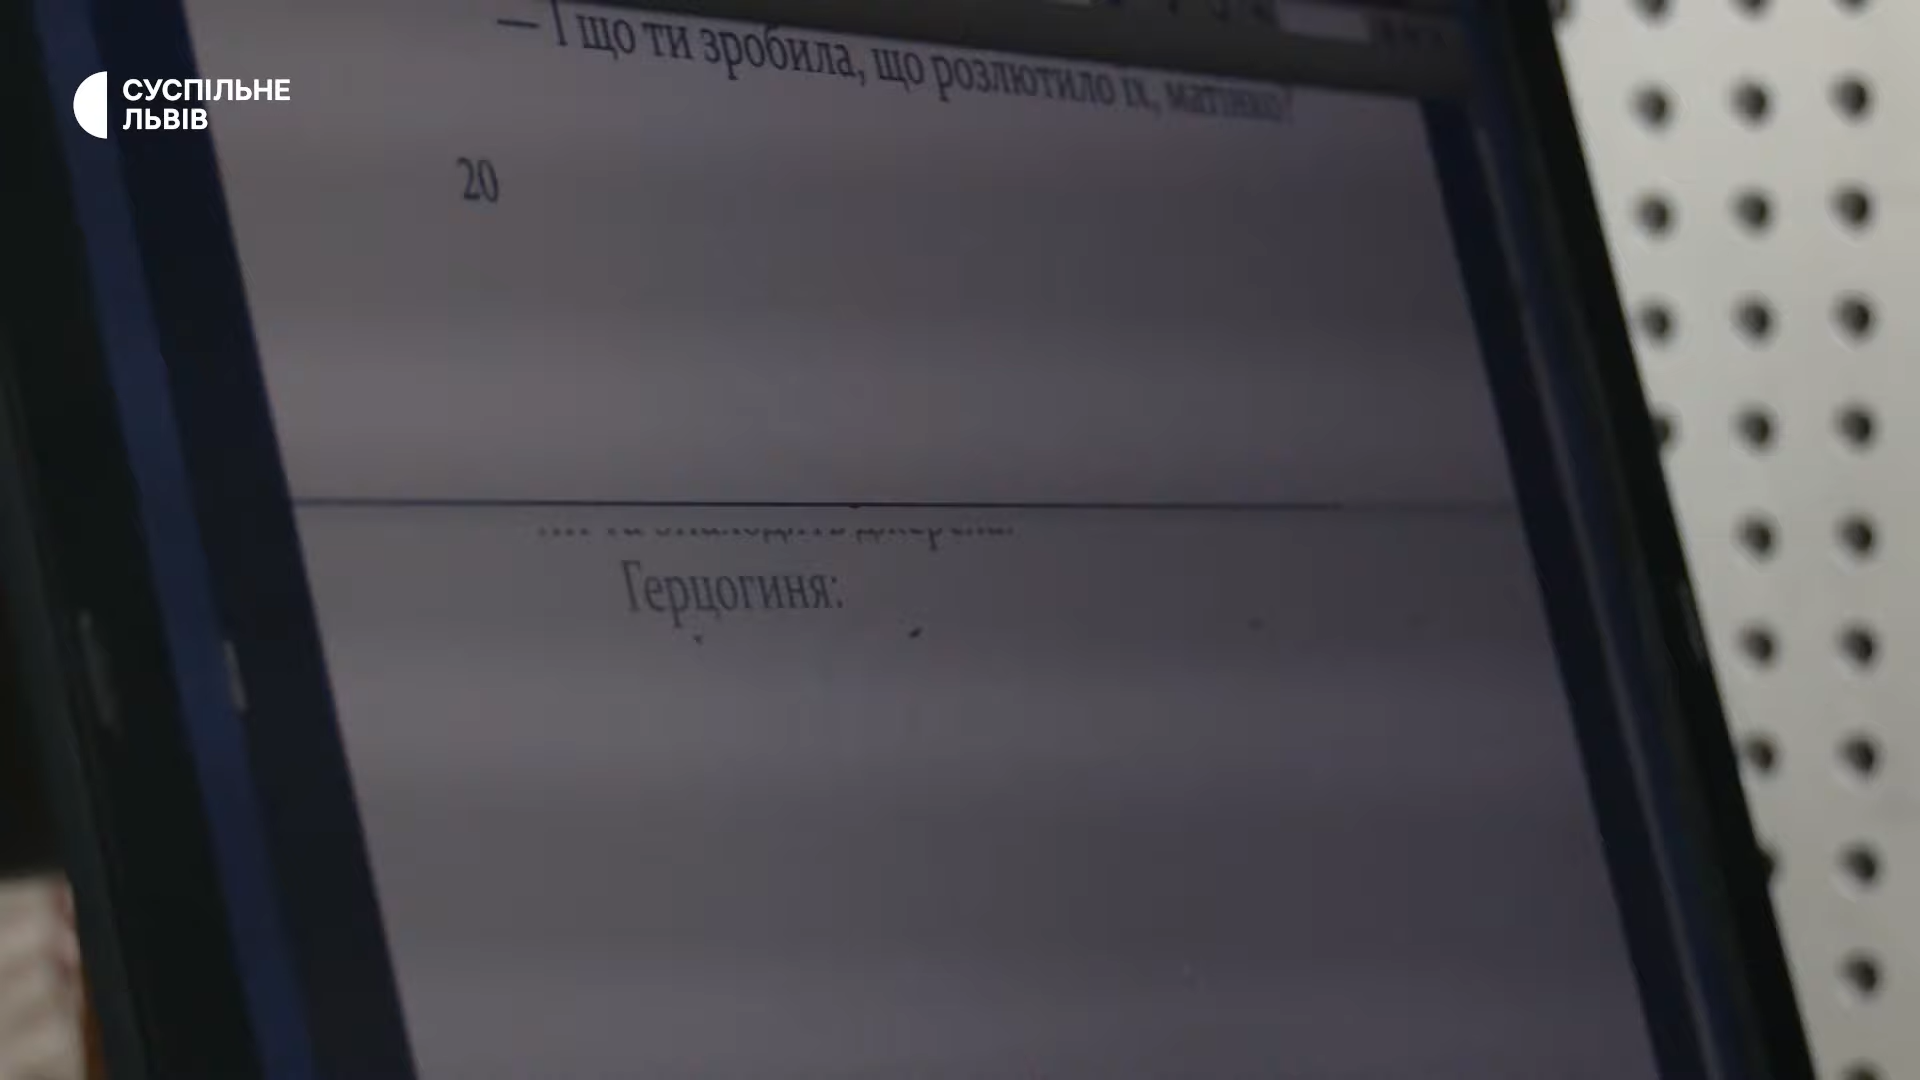 СУСПІЛЬНЕ
ЛЬВІВ
— І що ти зробила, що розлютило їх, матінко?
20
Герцогиня: